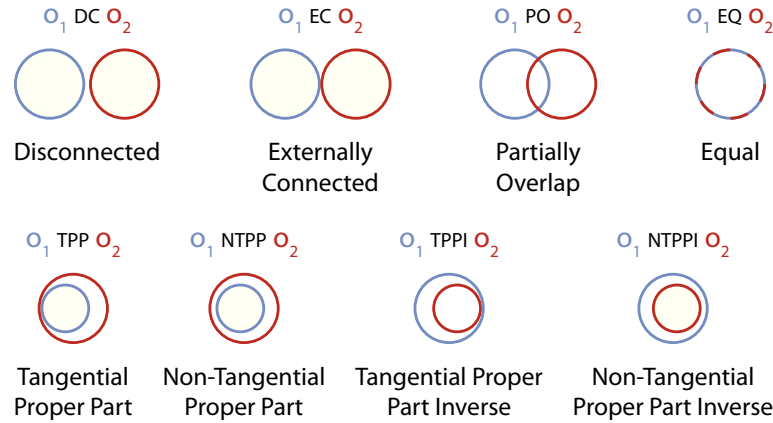 O1 DC O2
O1 EC O2
O1 PO O2
O1 EQ O2
Disconnected
Externally
Connected
Partially
Overlap
Equal
O1 TPP O2
O1 NTPP O2
O1 TPPI O2
O1 NTPPI O2
Tangential
Proper Part
Non-Tangential
Proper Part
Tangential Proper
Part Inverse
Non-Tangential
Proper Part Inverse